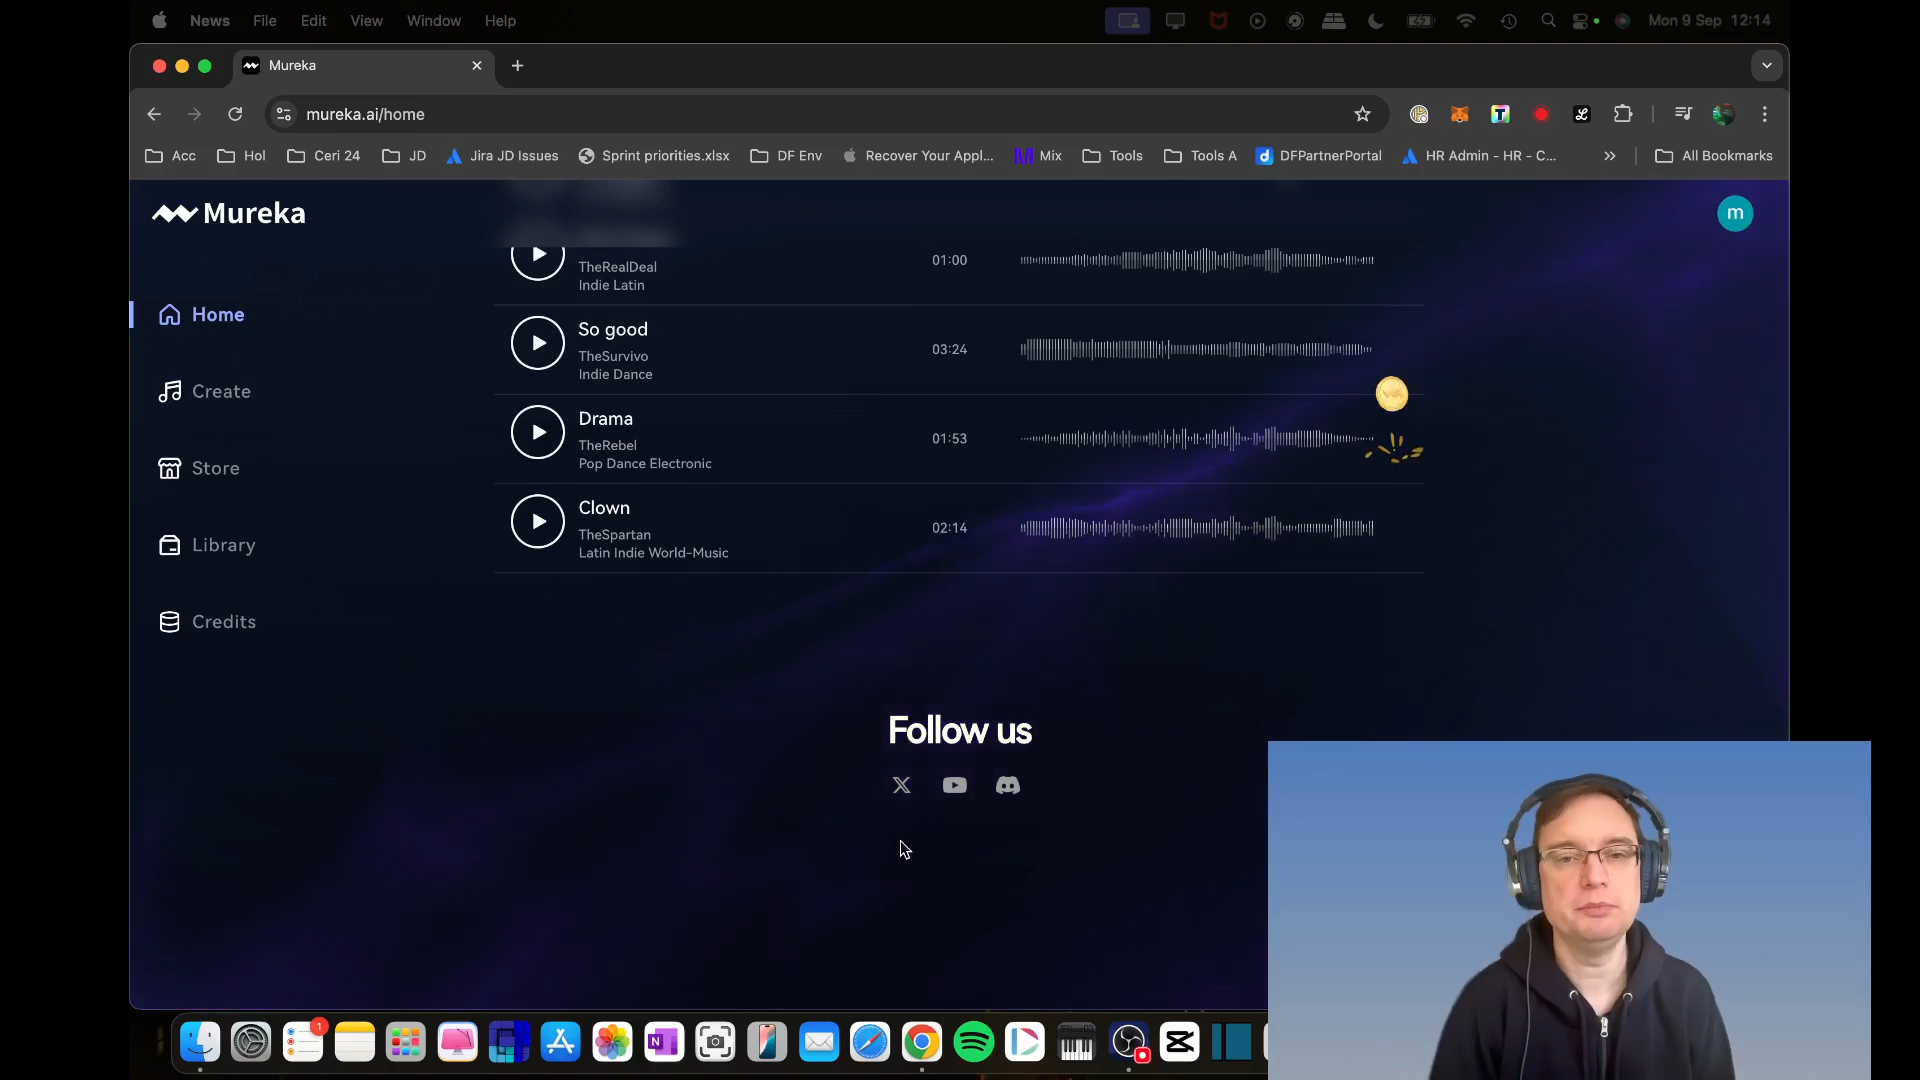 News File Edit View Window Help Mon 9 Sep 12:14
Mureka
mureka.ai/home
Acc Hol Ceri 24 JD Jira JD Issues Sprint priorities.xlsx DF Env Recover Your Appl... Mix Tools Tools A DFPartnerPortal HR Admin - HR - C... All Bookmarks
Mureka
m
TheRealDeal
Indie Latin
01:00
Home
So good
TheSurvivo
Indie Dance
03:24
Create
Drama
TheRebel
Pop Dance Electronic
01:53
Store
Clown
TheSpartan
Latin Indie World-Music
02:14
Library
Credits
Follow us
1